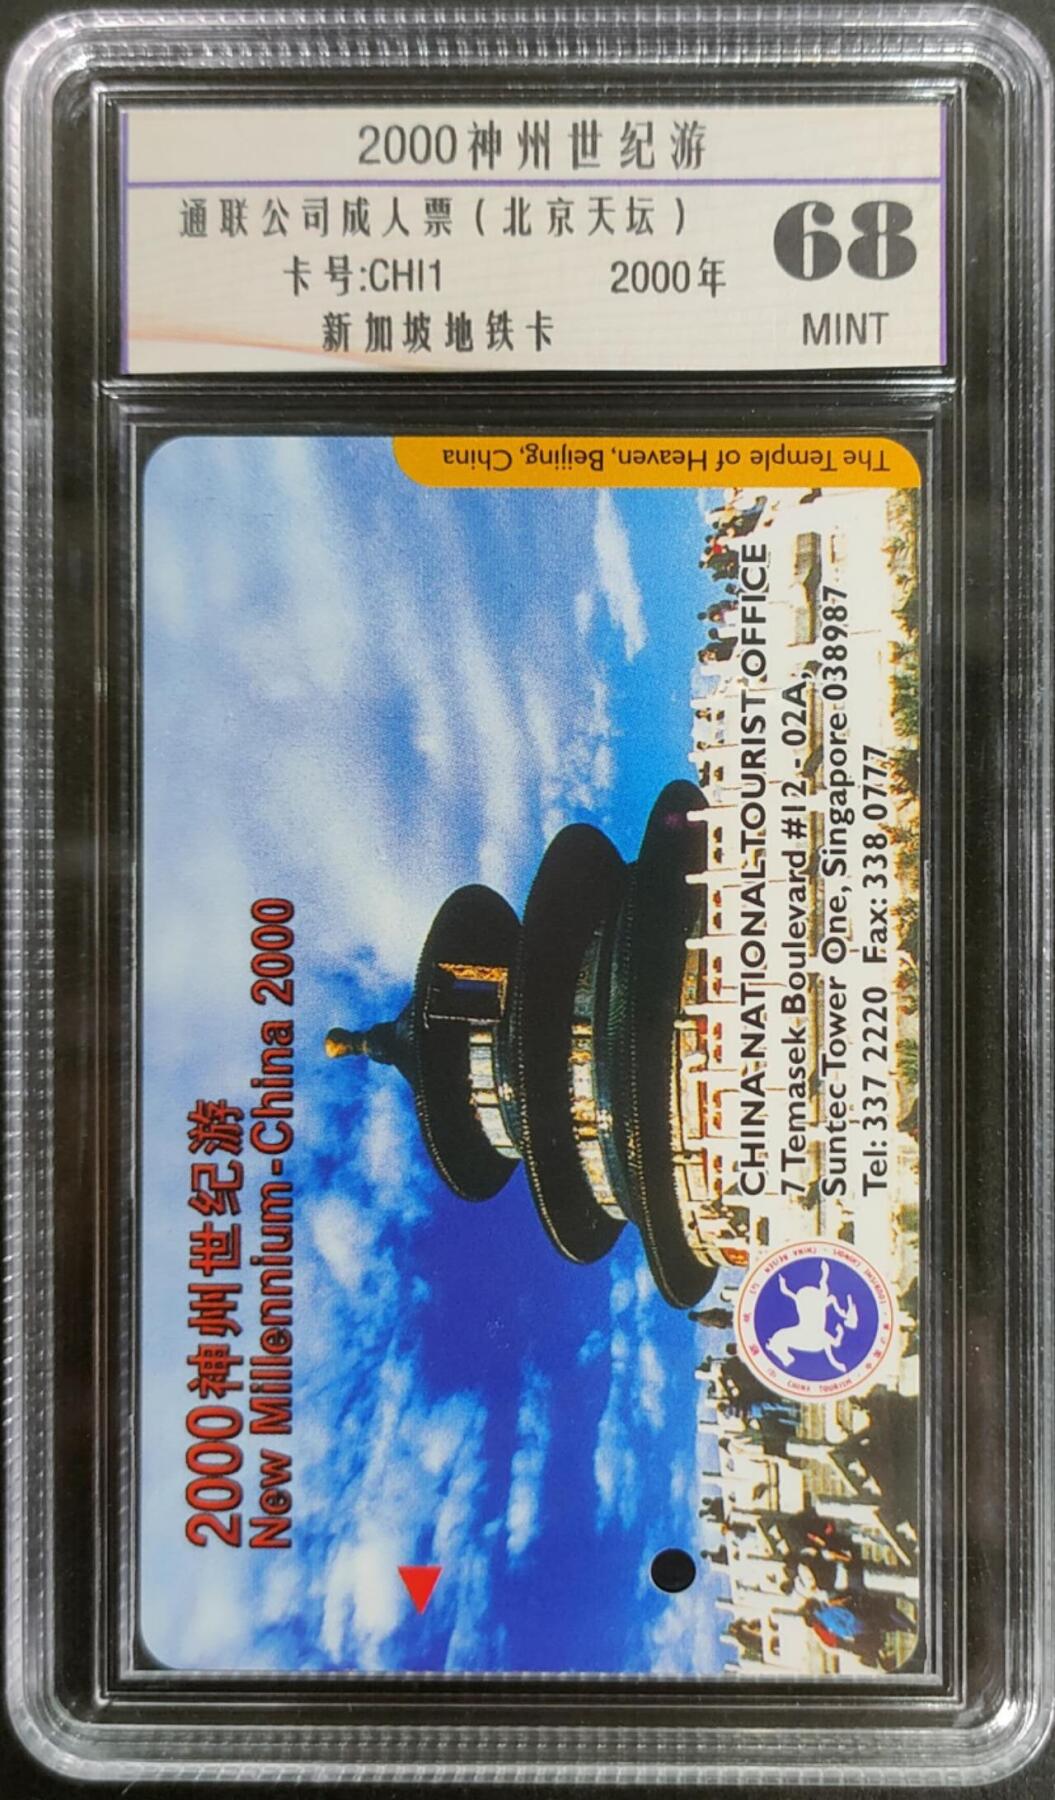 2000神州世纪游
通联公司成人票（北京天坛）
卡号:CHI1 2000年
新加坡地铁卡
68
MINT
The Temple of Heaven, Beijing, China
2000神州世纪游
New Millennium-China 2000
CHINA NATIONAL TOURIST OFFICE
7 Temasek Boulevard #12-02A,
Suntec Tower One, Singapore 038987
Tel: 337 2220 Fax: 338 0777
CHINA TOURISM